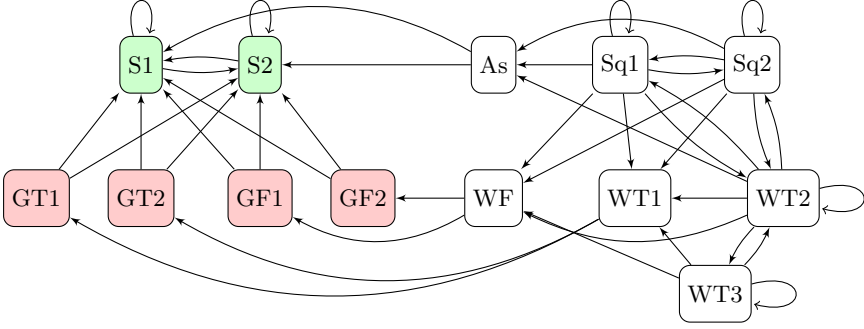 S1 S2 As Sq1 Sq2
GT1 GT2 GF1 GF2 WF WT1 WT2
WT3